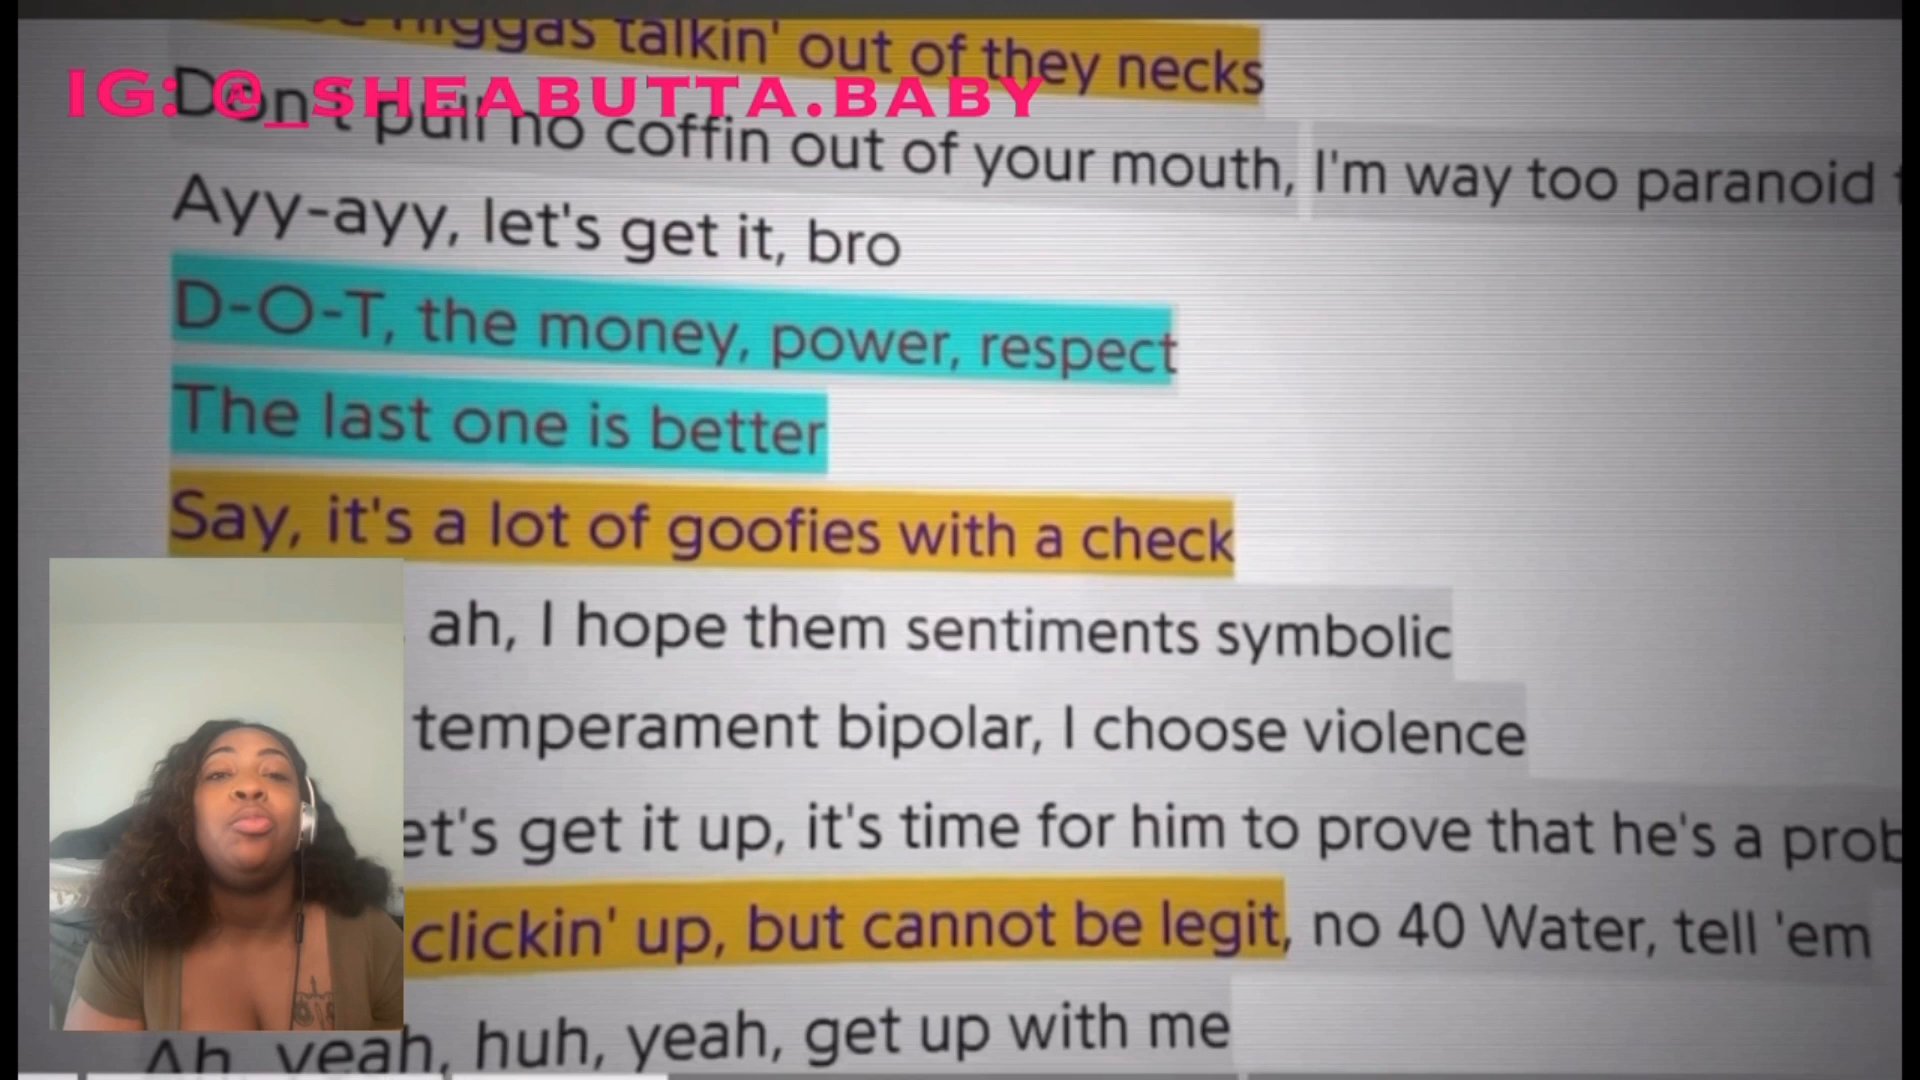 niggas talkin' out of they necks
IG: @_SHEABUTTA.BABY
Don't pull no coffin out of your mouth, I'm way too paranoid
Ayy-ayy, let's get it, bro
D-O-T, the money, power, respect
The last one is better
Say, it's a lot of goofies with a check
ah, I hope them sentiments symbolic
temperament bipolar, I choose violence
et's get it up, it's time for him to prove that he's a prob
clickin' up, but cannot be legit, no 40 Water, tell 'em
Ah, yeah, huh, yeah, get up with me